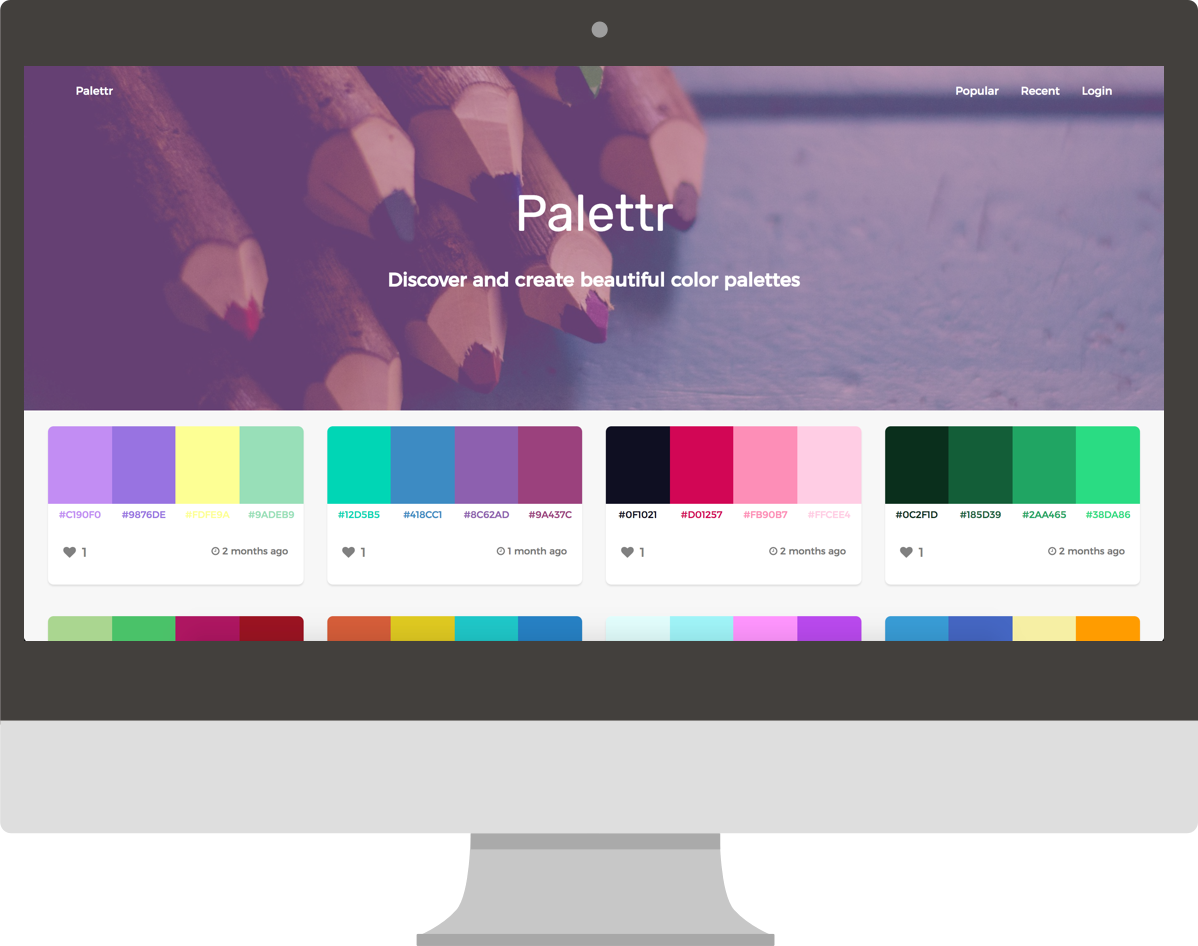 Palettr
Popular Recent Login
Palettr
Discover and create beautiful color palettes
#C190F0 #9876DE #FDFE9A #9ADEB9
#12D5B5 #418CC1 #8C62AD #9A437C
#0F1021 #D01257 #FB90B7 #FFCEE4
#0C2F1D #185D39 #2AA465 #38DA86
1 2 months ago
1 1 month ago
1 2 months ago
1 2 months ago